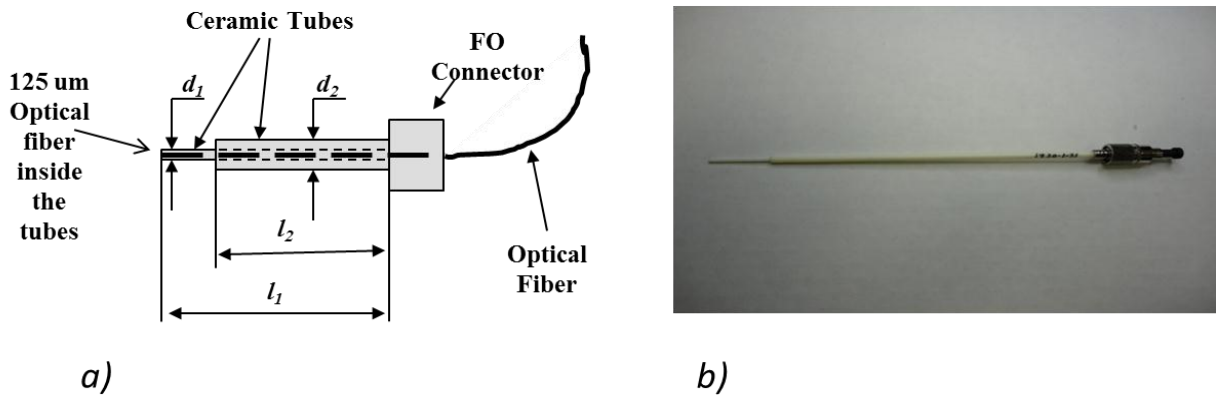 Ceramic Tubes
FO
Connector
125 um
Optical
fiber
inside
the
tubes
d1
d2
l2
l1
Optical
Fiber
a)
b)